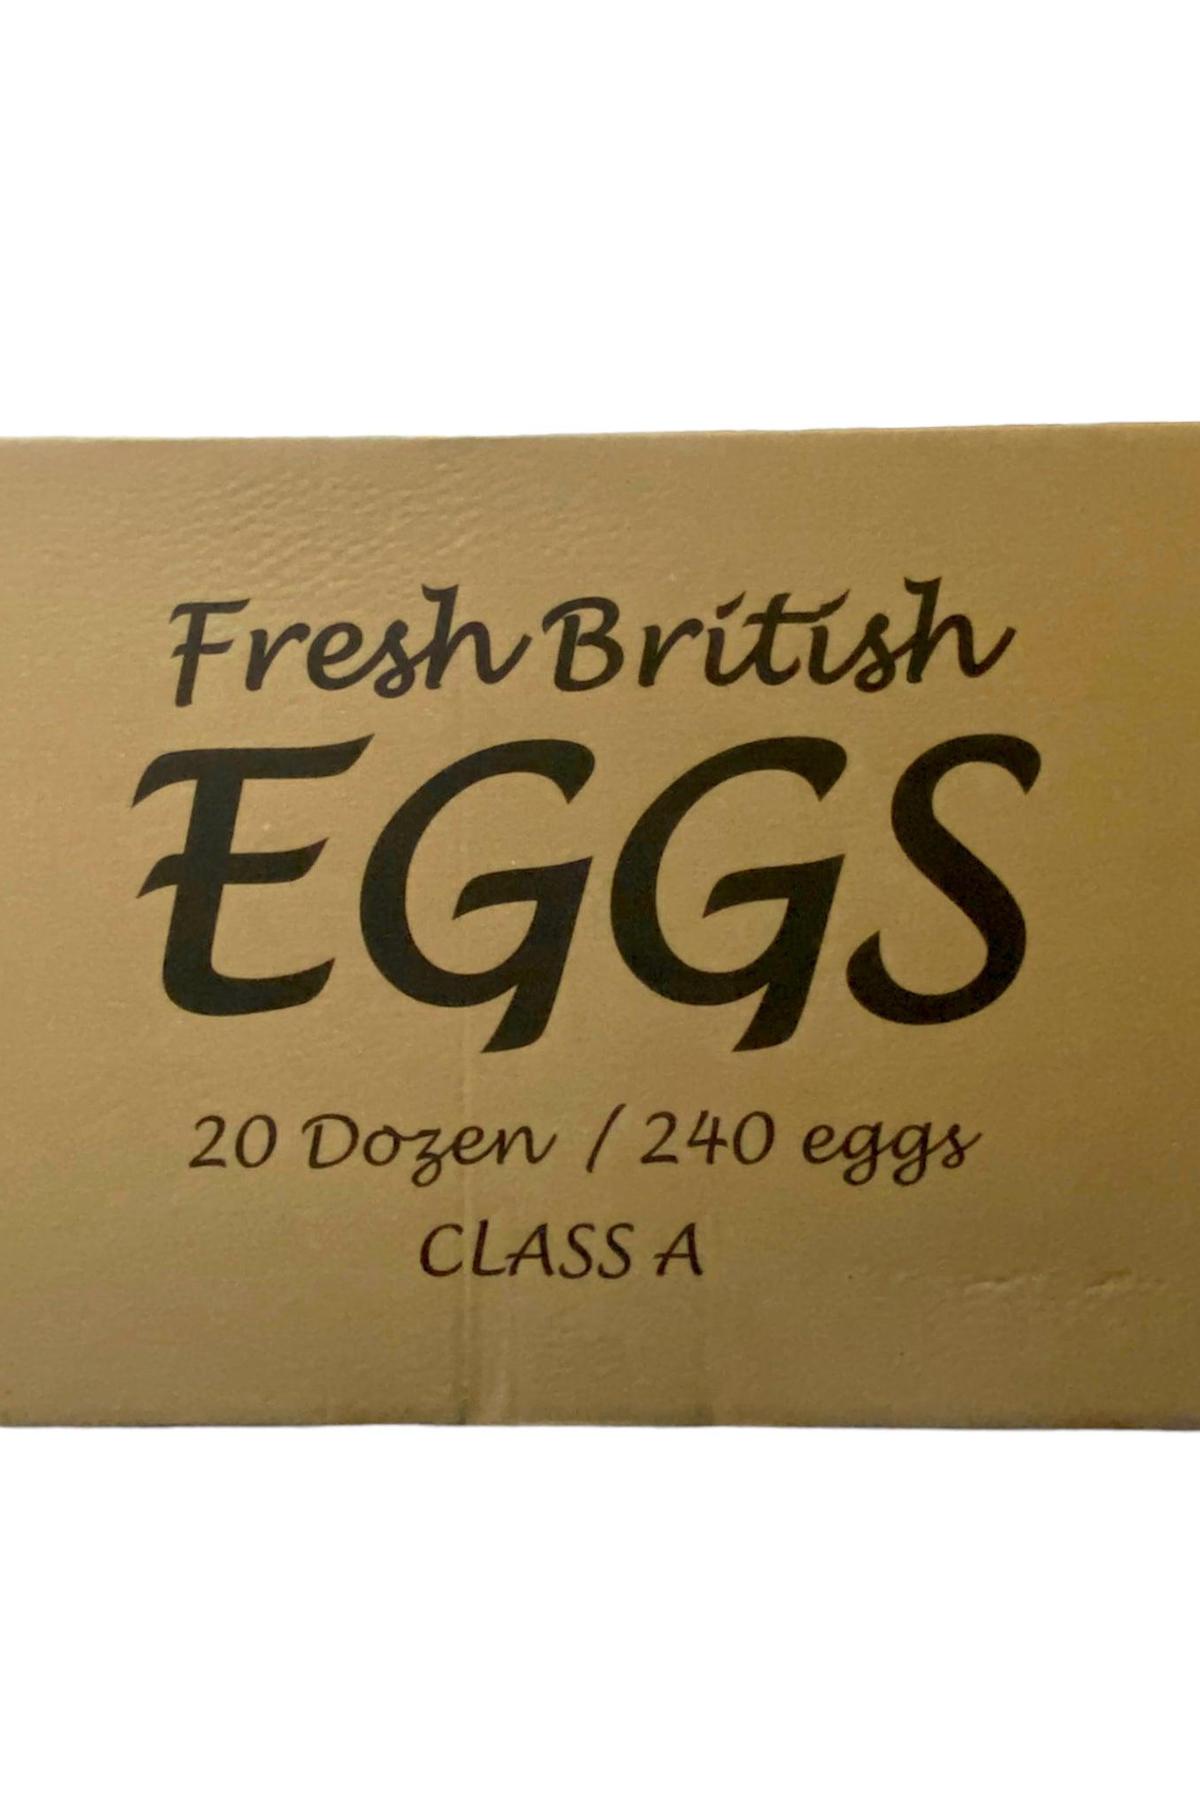 Fresh British
EGGS
20 Dozen / 240 eggs
CLASS A